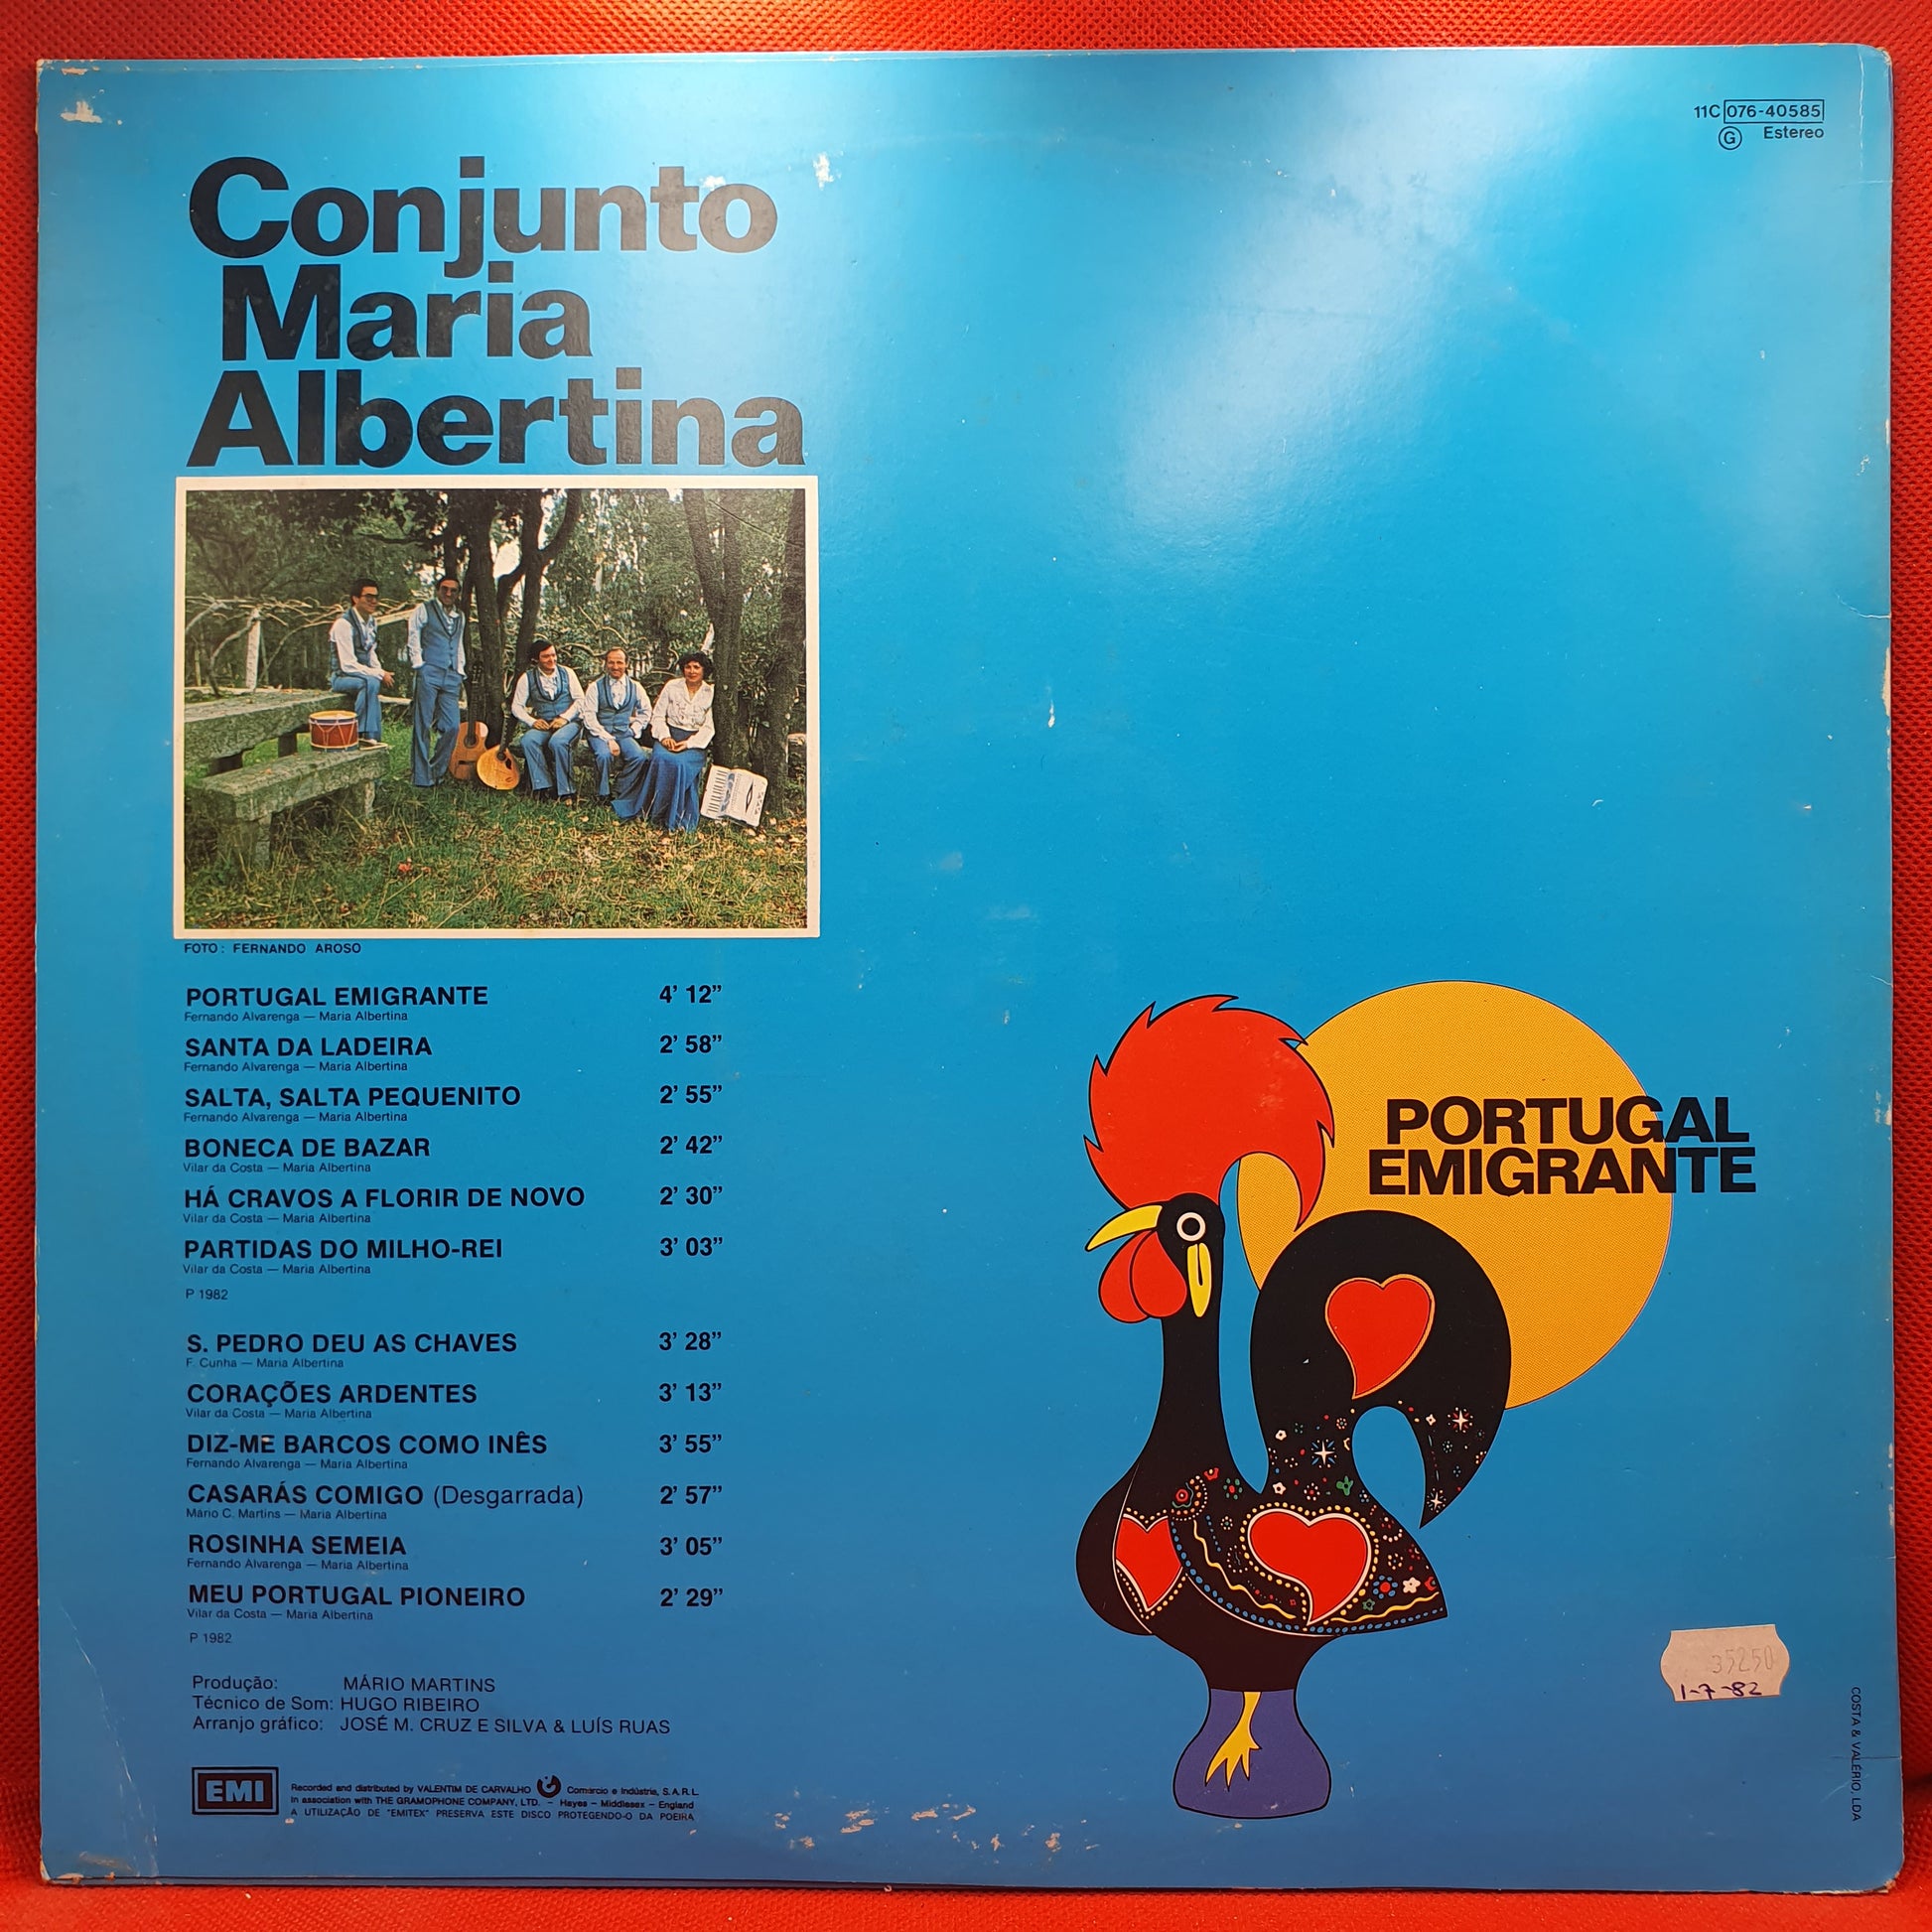 11C 076-40585
G Estereo
Conjunto
Maria
Albertina
FOTO: FERNANDO AROSO
PORTUGAL EMIGRANTE 4' 12"
Fernando Alvarenga — Maria Albertina
SANTA DA LADEIRA 2' 58"
Fernando Alvarenga — Maria Albertina
SALTA, SALTA PEQUENITO 2' 55"
Fernando Alvarenga — Maria Albertina
BONECA DE BAZAR 2' 42"
Vilar da Costa — Maria Albertina
HÁ CRAVOS A FLORIR DE NOVO 2' 30"
Vilar da Costa — Maria Albertina
PARTIDAS DO MILHO-REI 3' 03"
Vilar da Costa — Maria Albertina
P 1982
S. PEDRO DEU AS CHAVES 3' 28"
F. Cunha — Maria Albertina
CORAÇÕES ARDENTES 3' 13"
Vilar da Costa — Maria Albertina
DIZ-ME BARCOS COMO INÊS 3' 55"
Fernando Alvarenga — Maria Albertina
CASARÁS COMIGO (Desgarrada) 2' 57"
Mário C. Martins — Maria Albertina
ROSINHA SEMEIA 3' 05"
Fernando Alvarenga — Maria Albertina
MEU PORTUGAL PIONEIRO 2' 29"
Vilar da Costa — Maria Albertina
P 1982
Produção: MÁRIO MARTINS
Técnico de Som: HUGO RIBEIRO
Arranjo gráfico: JOSÉ M. CRUZ E SILVA & LUÍS RUAS
EMI
Recorded and distributed by VALENTIM DE CARVALHO Comércio e Indústria, S.A.R.L.
In association with THE GRAMOPHONE COMPANY, LTD. – Hayes – Middlesex – England
A UTILIZAÇÃO DE "EMITEX" PRESERVA ESTE DISCO PROTEGENDO-O DA POEIRA
PORTUGAL
EMIGRANTE
35250
1-7-82
COSTA & VALÉRIO, LDA